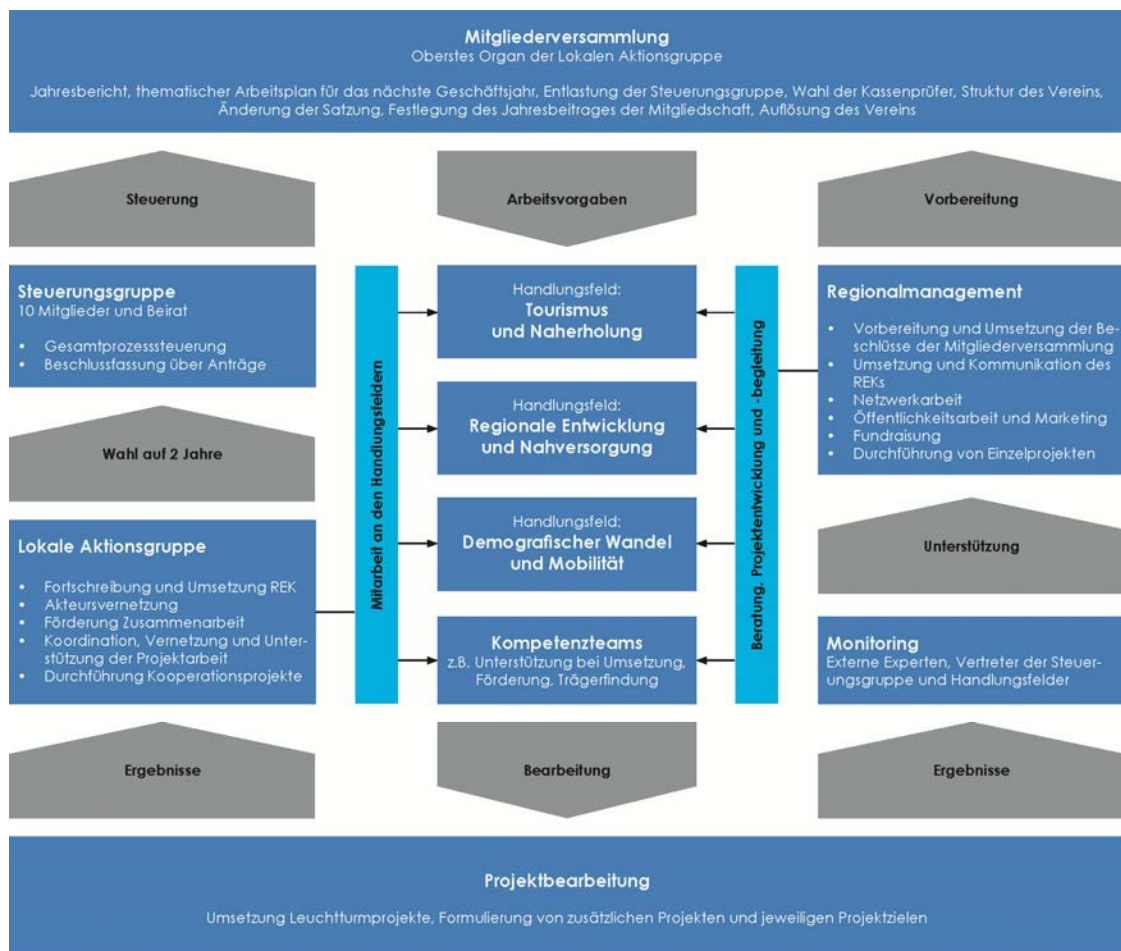 Mitgliederversammlung
Oberstes Organ der Lokalen Aktionsgruppe
Jahresbericht, thematischer Arbeitsplan für das nächste Geschäftsjahr, Entlastung der Steuerungsgruppe, Wahl der Kassenprüfer, Struktur des Vereins,
Änderung der Satzung, Festlegung des Jahresbeitrages der Mitgliedschaft, Auflösung des Vereins
Steuerung
Arbeitsvorgaben
Vorbereitung
Steuerungsgruppe
10 Mitglieder und Beirat
• Gesamtprozesssteuerung
• Beschlussfassung über Anträge
Wahl auf 2 Jahre
Lokale Aktionsgruppe
• Fortschreibung und Umsetzung REK
• Akteursvernetzung
• Förderung Zusammenarbeit
• Koordination, Vernetzung und Unter-
stützung der Projektarbeit
• Durchführung Kooperationsprojekte
Mitarbeit an den Handlungsfeldern
Handlungsfeld:
Tourismus
und Naherholung
Handlungsfeld:
Regionale Entwicklung
und Nahversorgung
Handlungsfeld:
Demografischer Wandel
und Mobilität
Kompetenzteams
z.B. Unterstützung bei Umsetzung,
Förderung, Trägerfindung
Beratung, Projektentwicklung und -begleitung
Regionalmanagement
• Vorbereitung und Umsetzung der Be-
schlüsse der Mitgliederversammlung
• Umsetzung und Kommunikation des
REKs
• Netzwerkarbeit
• Öffentlichkeitsarbeit und Marketing
• Fundraisung
• Durchführung von Einzelprojekten
Unterstützung
Monitoring
Externe Experten, Vertreter der Steuer-
ungsgruppe und Handlungsfelder
Ergebnisse
Bearbeitung
Ergebnisse
Projektbearbeitung
Umsetzung Leuchtturmprojekte, Formulierung von zusätzlichen Projekten und jeweiligen Projektzielen